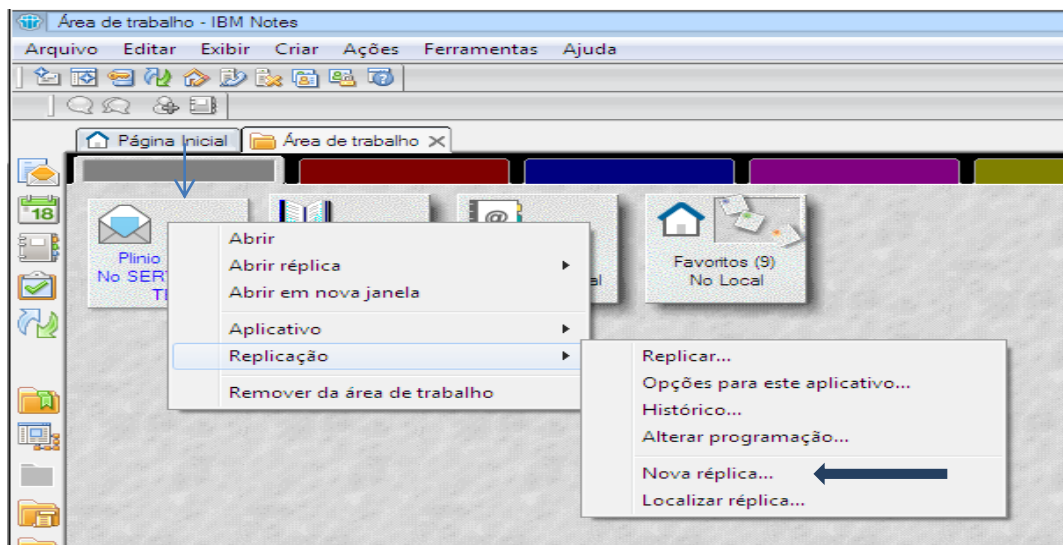 Área de trabalho - IBM Notes
Arquivo Editar Exibir Criar Ações Ferramentas Ajuda
Página Inicial Área de trabalho
18
Plinio
No SER
Favoritos (9)
No Local
Abrir
Abrir réplica
Abrir em nova janela
Aplicativo
Replicação
Remover da área de trabalho
Replicar...
Opções para este aplicativo...
Histórico...
Alterar programação...
Nova réplica...
Localizar réplica...